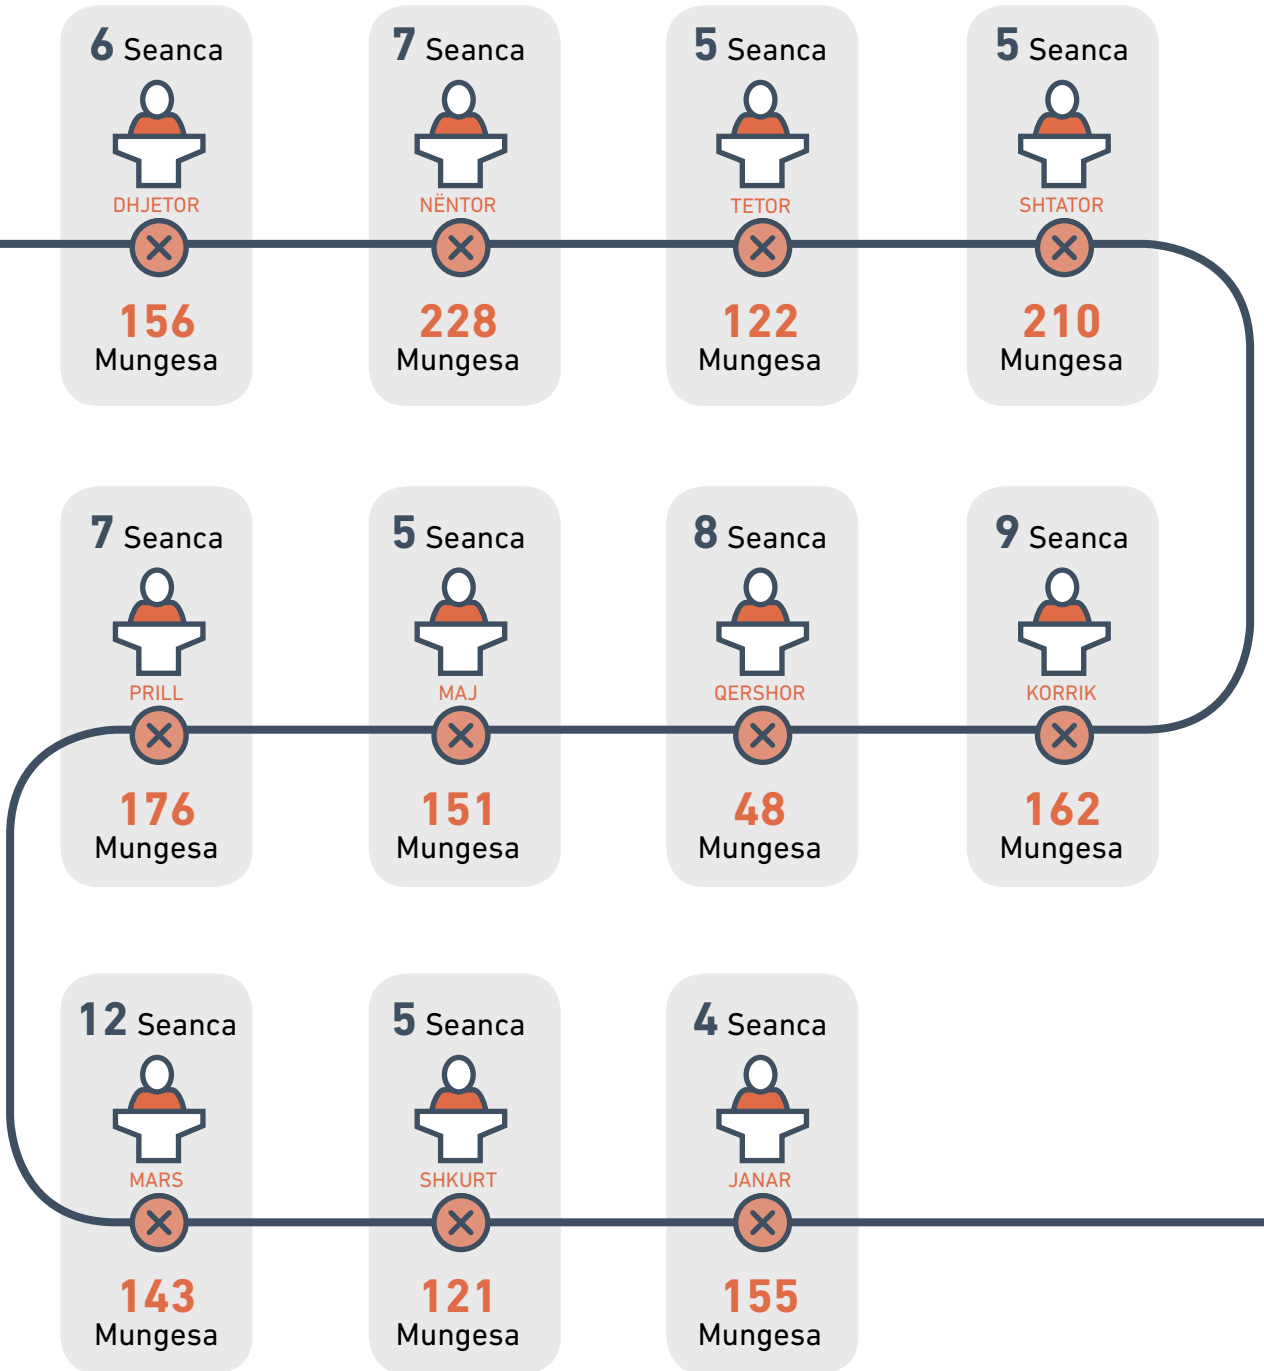 6 Seanca
DHJETOR
156
Mungesa
7 Seanca
NËNTOR
228
Mungesa
5 Seanca
TETOR
122
Mungesa
5 Seanca
SHTATOR
210
Mungesa
7 Seanca
PRILL
176
Mungesa
5 Seanca
MAJ
151
Mungesa
8 Seanca
QERSHOR
48
Mungesa
9 Seanca
KORRIK
162
Mungesa
12 Seanca
MARS
143
Mungesa
5 Seanca
SHKURT
121
Mungesa
4 Seanca
JANAR
155
Mungesa